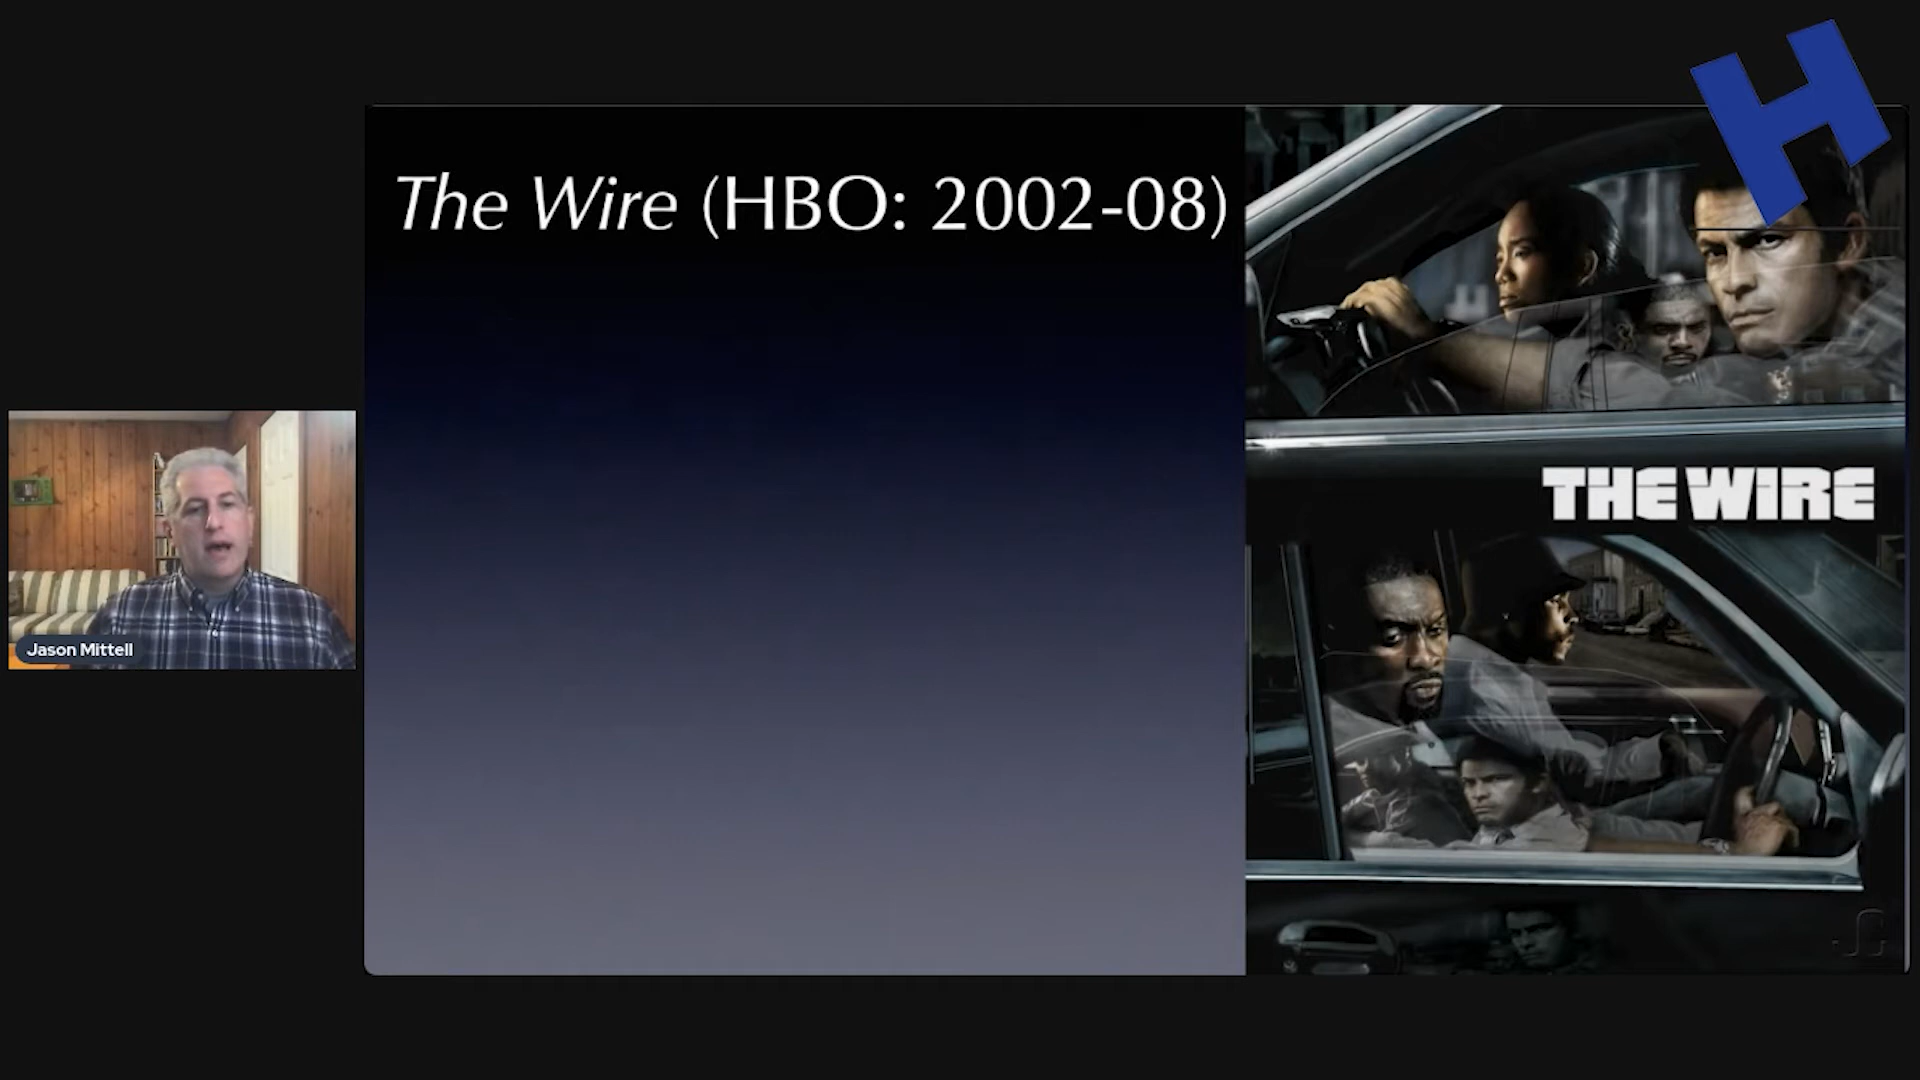 H
The Wire (HBO: 2002-08)
THE WIRE
Jason Mittell